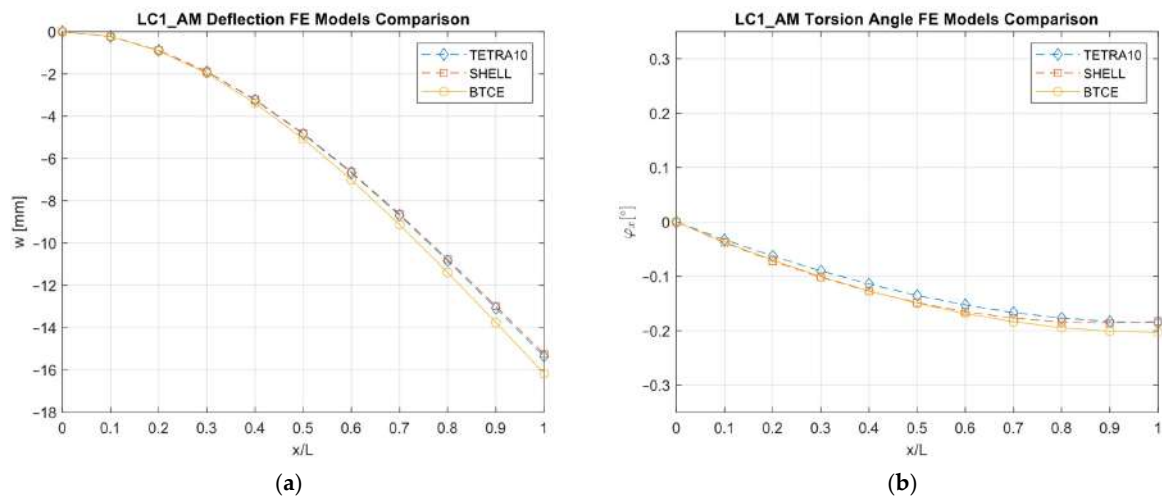 LC1_AM Deflection FE Models Comparison
0
−2
−4
−6
−8
−10
−12
−14
−16
−18
w [mm]
TETRA10
SHELL
BTCE
0 0.1 0.2 0.3 0.4 0.5 0.6 0.7 0.8 0.9 1
x/L
(a)
LC1_AM Torsion Angle FE Models Comparison
0.3
0.2
0.1
0
−0.1
−0.2
−0.3
φx[°]
TETRA10
SHELL
BTCE
0 0.1 0.2 0.3 0.4 0.5 0.6 0.7 0.8 0.9 1
x/L
(b)